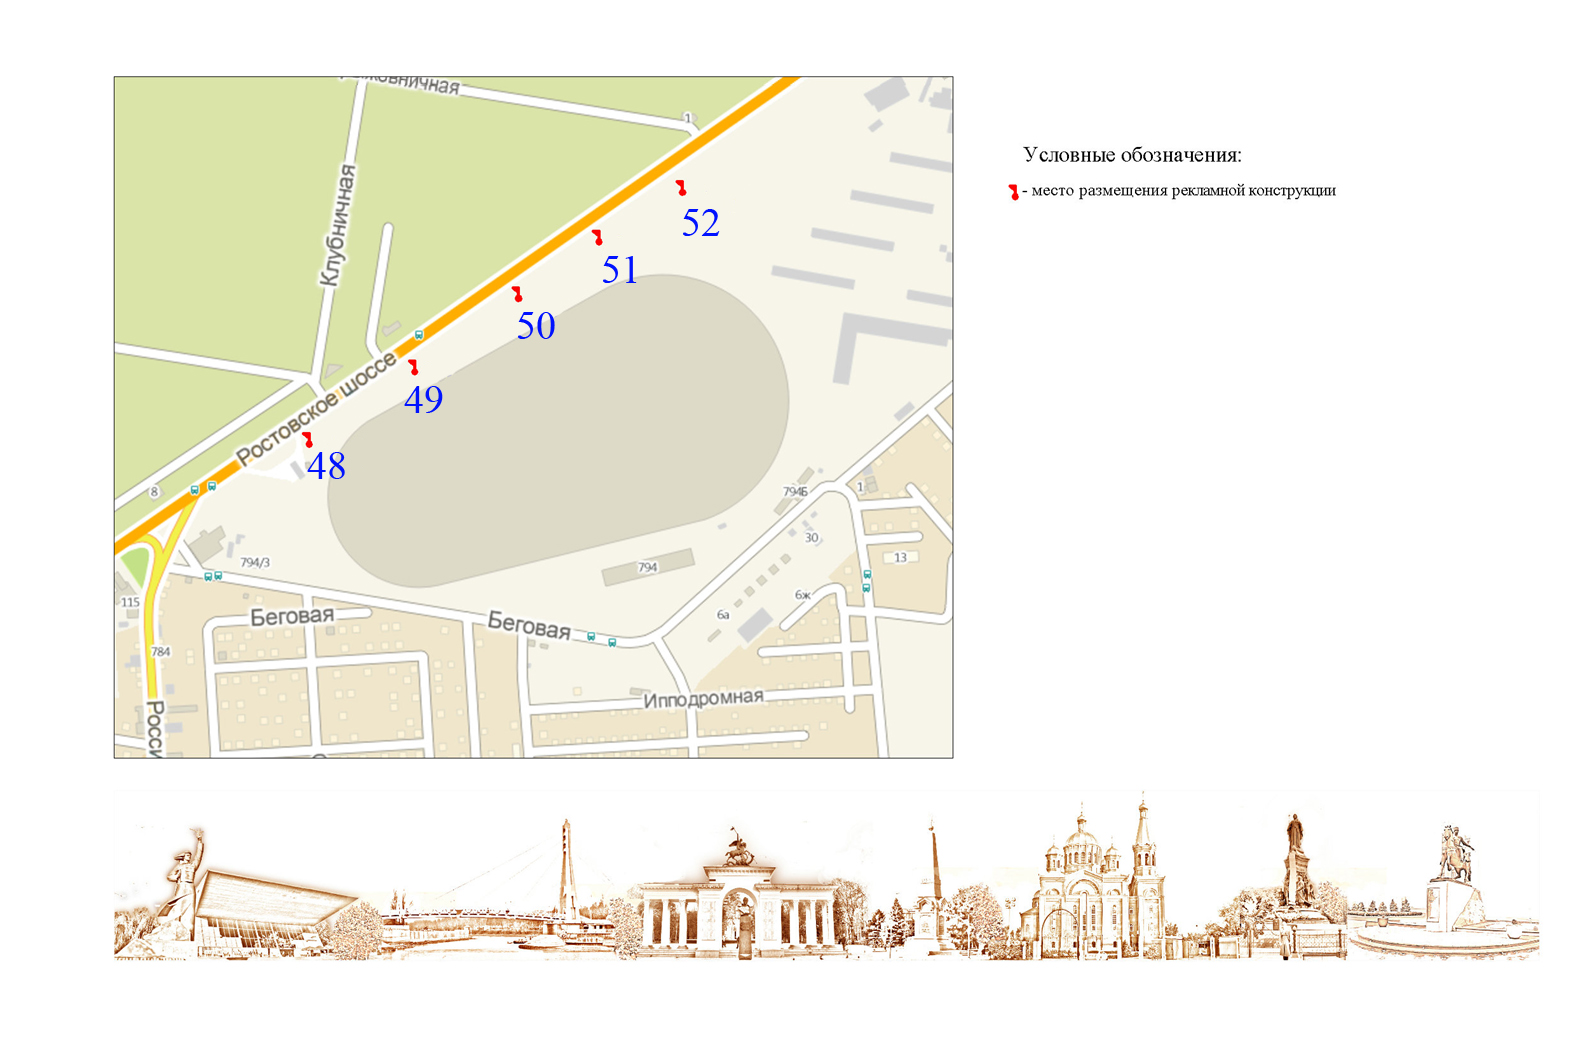 Клубничная
1
52
51
50
49
48
Ростовское шоссе
8
794/3
794
794Б
1
30
13
6ж
6а
115
784
Беговая
Беговая
Ипподромная
Росси
Условные обозначения:
- место размещения рекламной конструкции